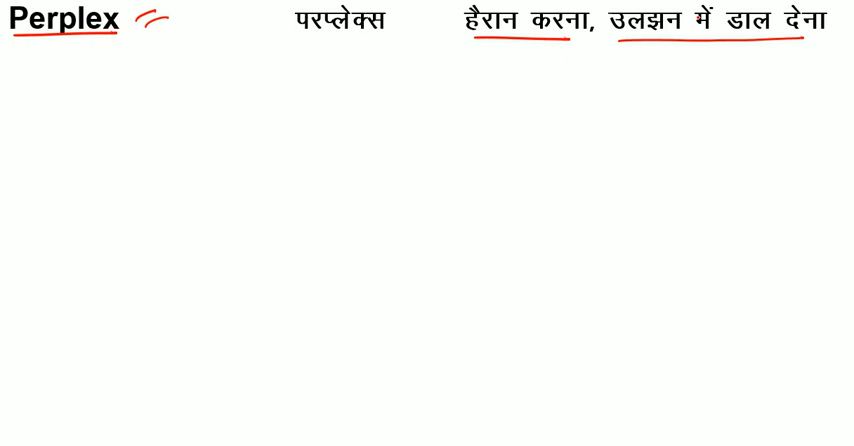 Perplex परप्लेक्स हैरान करना, उलझन में डाल देना